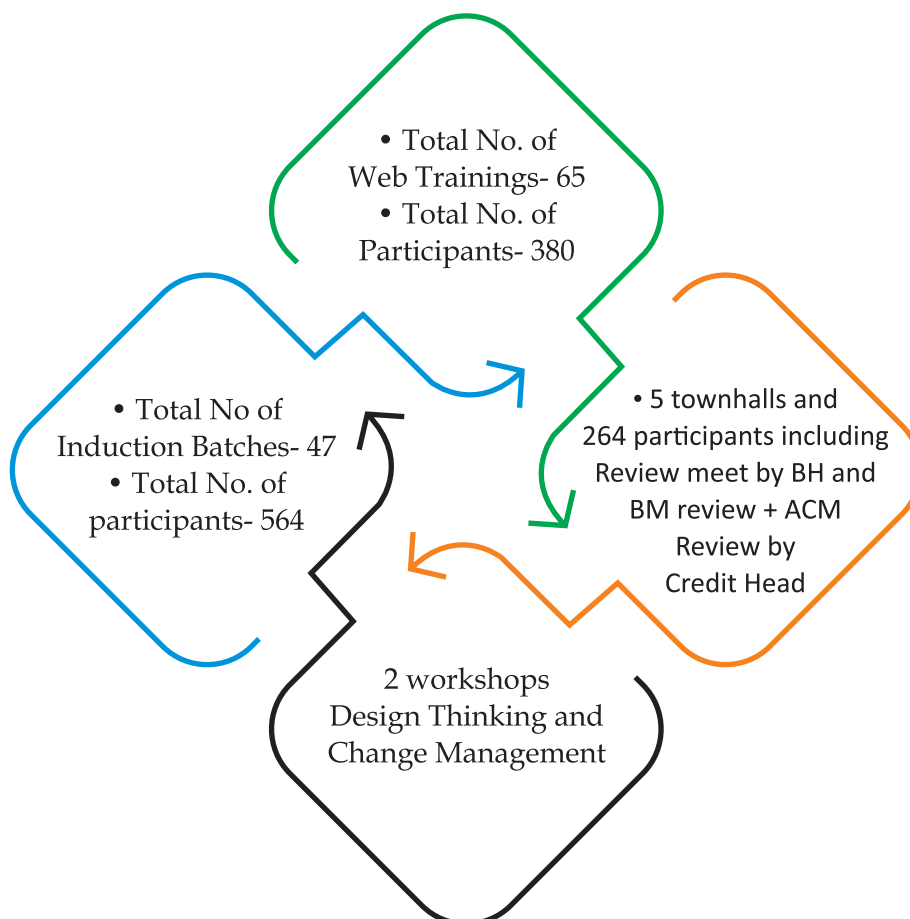 • Total No. of
Web Trainings- 65
• Total No. of
Participants- 380
• Total No of
Induction Batches- 47
• Total No. of
participants- 564
• 5 townhalls and
264 participants including
Review meet by BH and
BM review + ACM
Review by
Credit Head
2 workshops
Design Thinking and
Change Management